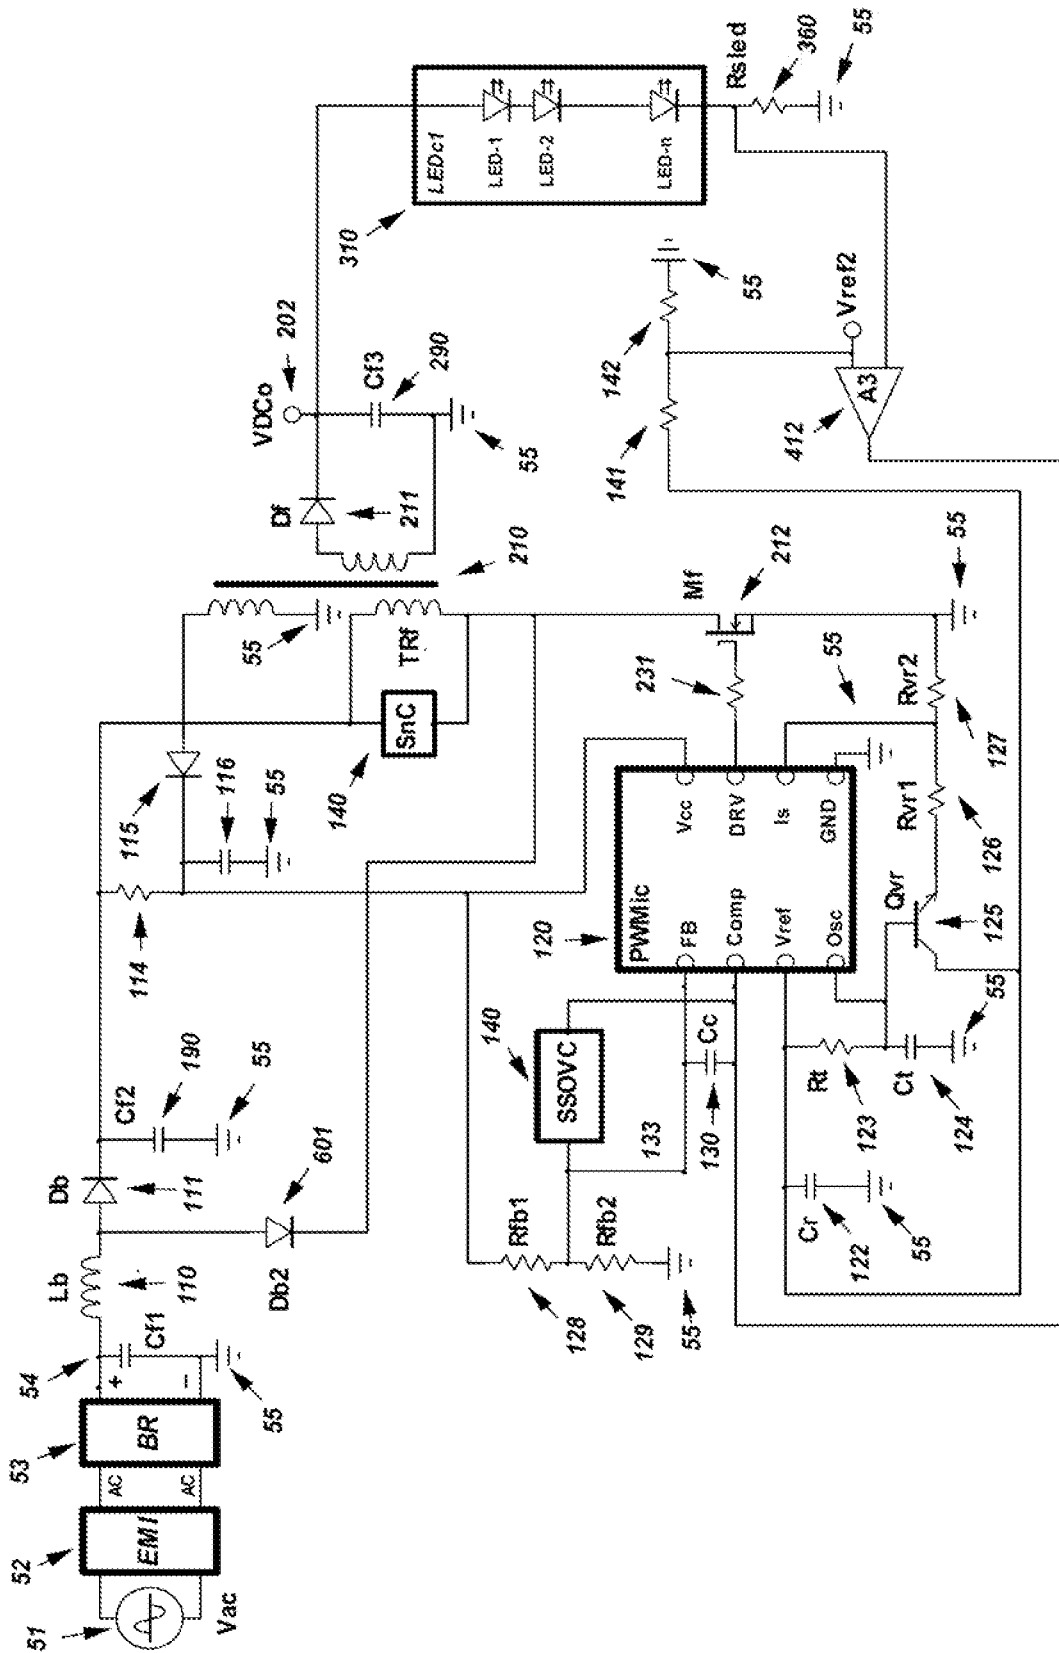 51
Vac
52
EMI
AC
AC
53
BR
+
−
54
Cf1
55
Lb
110
Db
111
Db2
601
Cf2
190
55
114
115
116
55
140
SnC
TRf
55
210
Df
211
VDCo
202
Cf3
290
55
310
LEDc1
LED-1
LED-2
LED-n
Rsled
360
55
128
Rfb1
129
Rfb2
55
140
SSOVC
133
130
Cc
120
PWMic
FB
Comp
Vref
Osc
Vcc
DRV
Is
GND
55
231
Mf
212
55
Cr
122
55
Rt
123
Ct
124
55
Qvr
125
Rvr1
126
Rvr2
127
141
142
55
Vref2
412
A3